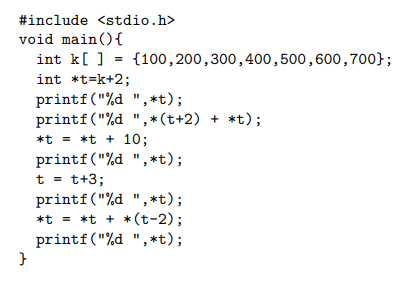 #include <stdio.h>
void main(){
int k[ ] = {100,200,300,400,500,600,700};
int *t=k+2;
printf("%d ",*t);
printf("%d ",*(t+2) + *t);
*t = *t + 10;
printf("%d ",*t);
t = t+3;
printf("%d ",*t);
*t = *t + *(t-2);
printf("%d ",*t);
}